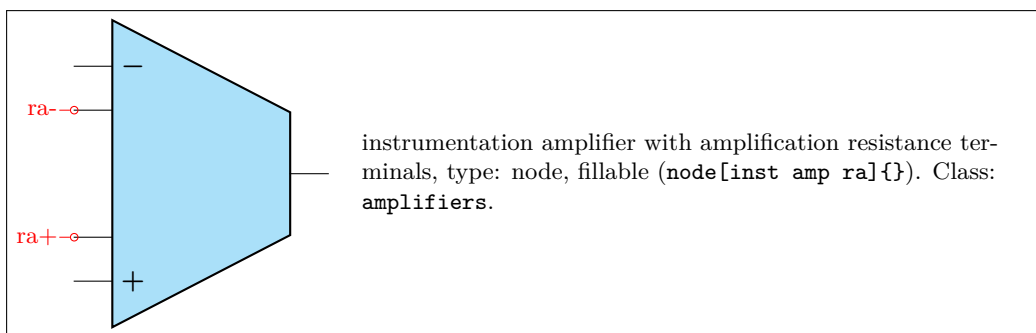 −
ra-
instrumentation amplifier with amplification resistance ter-
minals, type: node, fillable (node[inst amp ra]{}). Class:
amplifiers.
ra+
+